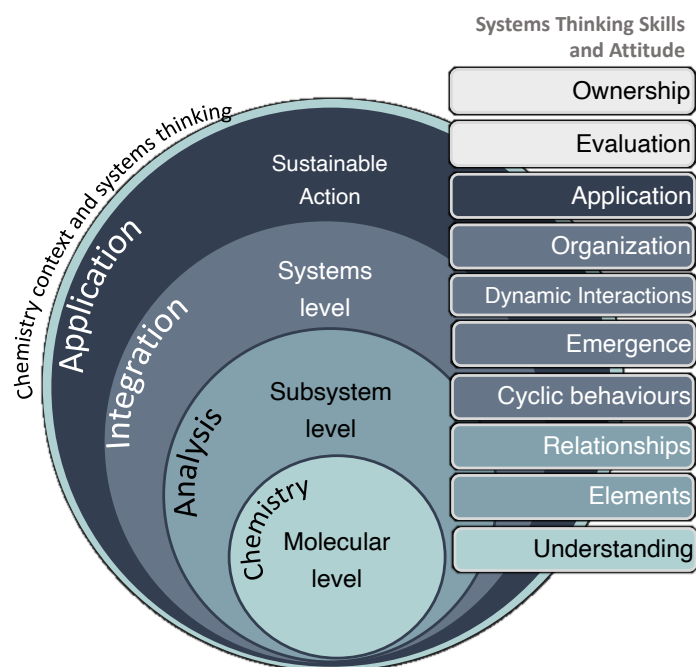 Systems Thinking Skills
and Attitude
Ownership
Evaluation
Application
Organization
Dynamic Interactions
Emergence
Cyclic behaviours
Relationships
Elements
Understanding
Chemistry context and systems thinking
Application
Sustainable
Action
Integration
Systems
level
Analysis
Subsystem
level
Chemistry
Molecular
level